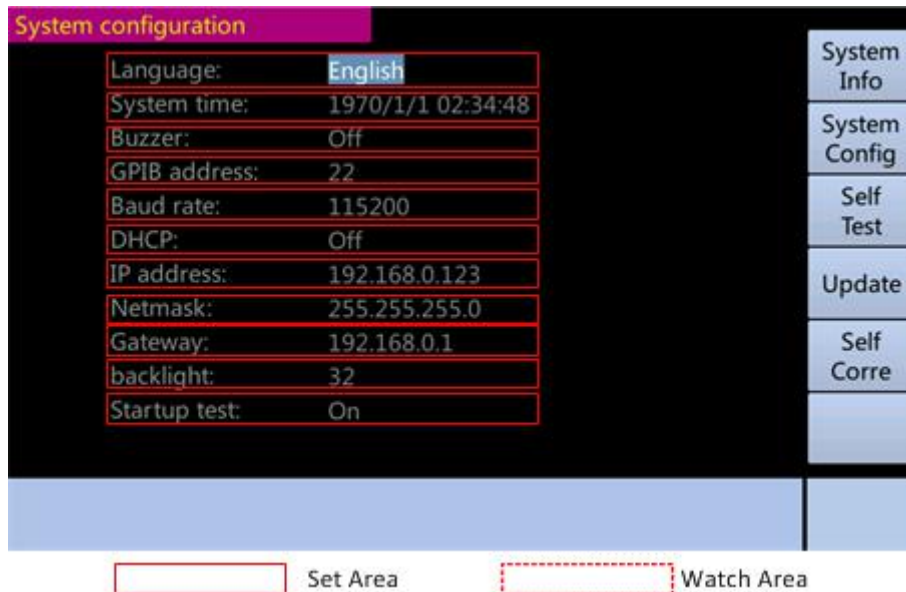 System configuration
Language: English
System time: 1970/1/1 02:34:48
Buzzer: Off
GPIB address: 22
Baud rate: 115200
DHCP: Off
IP address: 192.168.0.123
Netmask: 255.255.255.0
Gateway: 192.168.0.1
backlight: 32
Startup test: On
System
Info
System
Config
Self
Test
Update
Self
Corre
Set Area
Watch Area